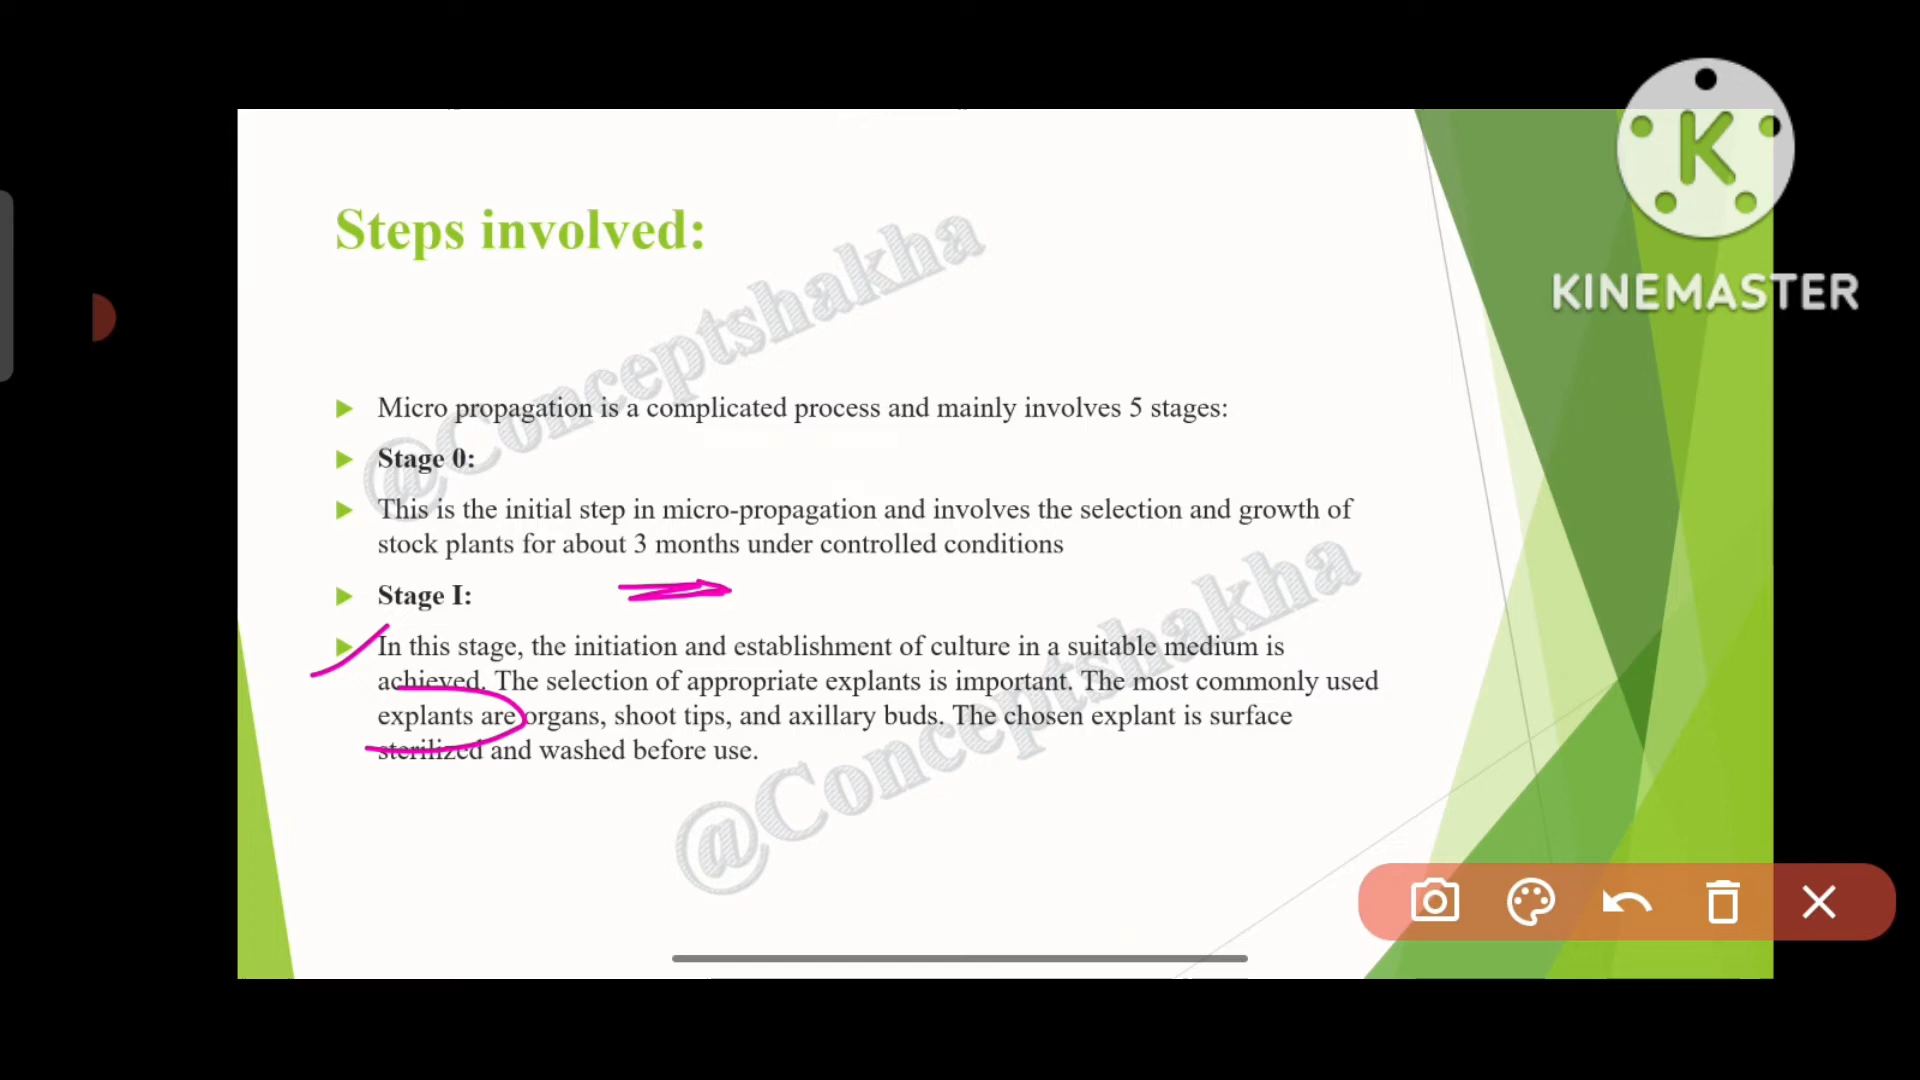 K
KINEMASTER
Steps involved:
Micro propagation is a complicated process and mainly involves 5 stages:
Stage 0:
This is the initial step in micro-propagation and involves the selection and growth of
stock plants for about 3 months under controlled conditions
Stage I:
In this stage, the initiation and establishment of culture in a suitable medium is
achieved. The selection of appropriate explants is important. The most commonly used
explants are organs, shoot tips, and axillary buds. The chosen explant is surface
sterilized and washed before use.
@Conceptshakha
@Conceptshakha